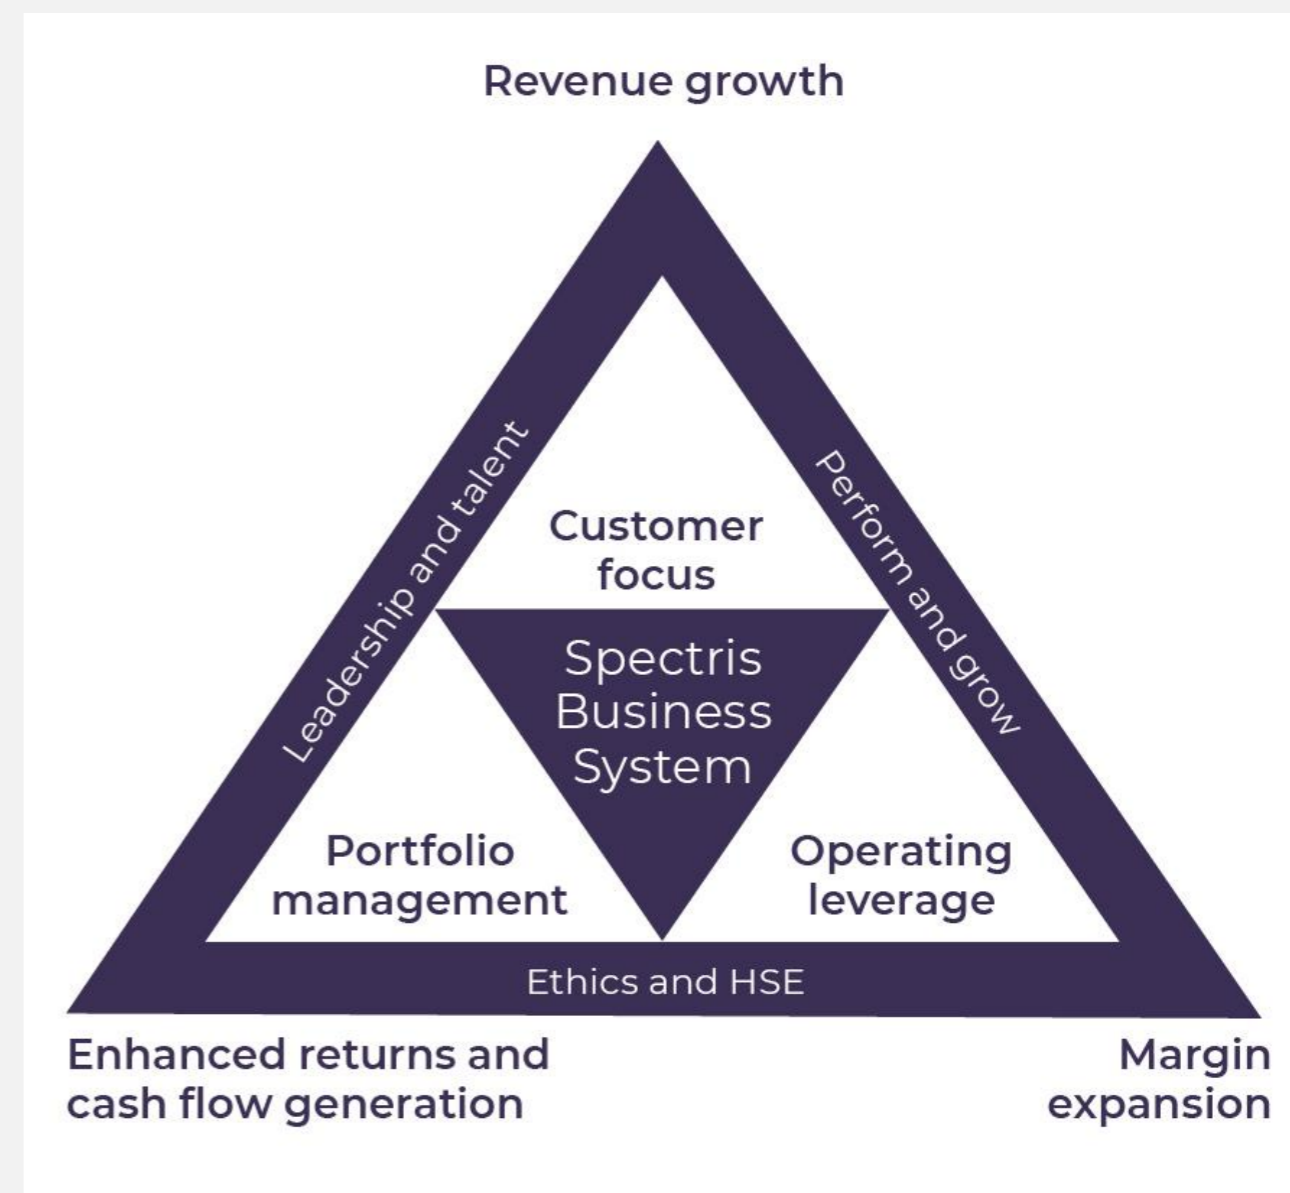 Revenue growth
Leadership and talent
Perform and grow
Customer
focus
Spectris
Business
System
Portfolio
management
Operating
leverage
Ethics and HSE
Enhanced returns and
cash flow generation
Margin
expansion